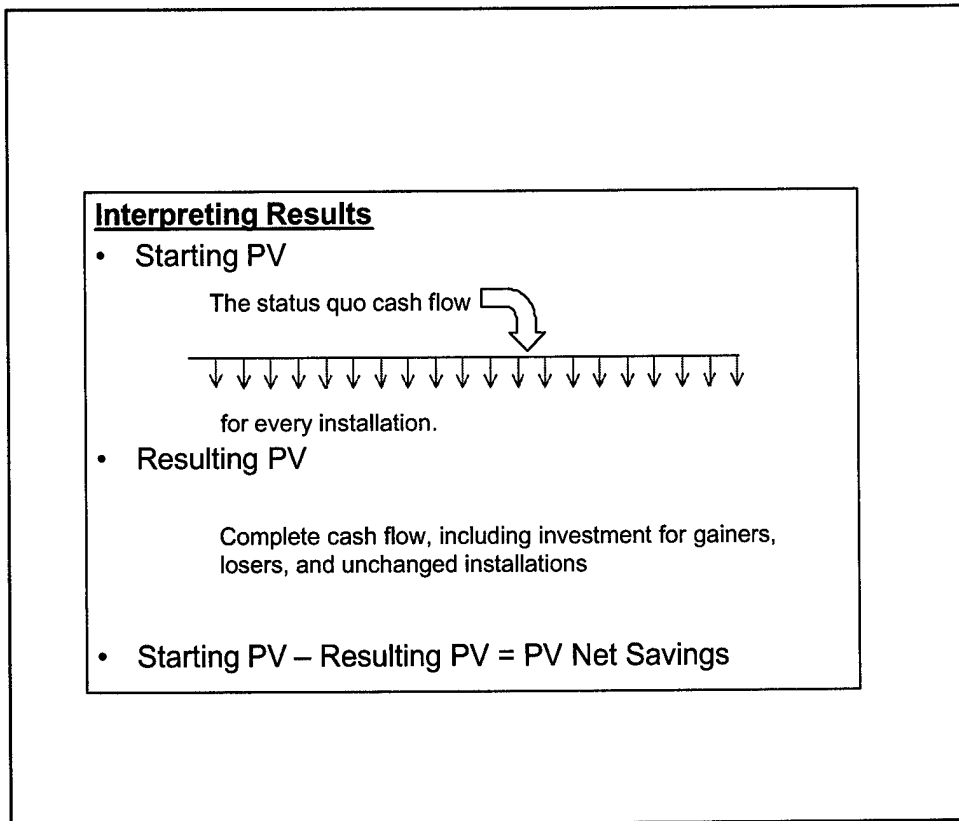 Interpreting Results
• Starting PV
The status quo cash flow
for every installation.
• Resulting PV
Complete cash flow, including investment for gainers,
losers, and unchanged installations
• Starting PV – Resulting PV = PV Net Savings